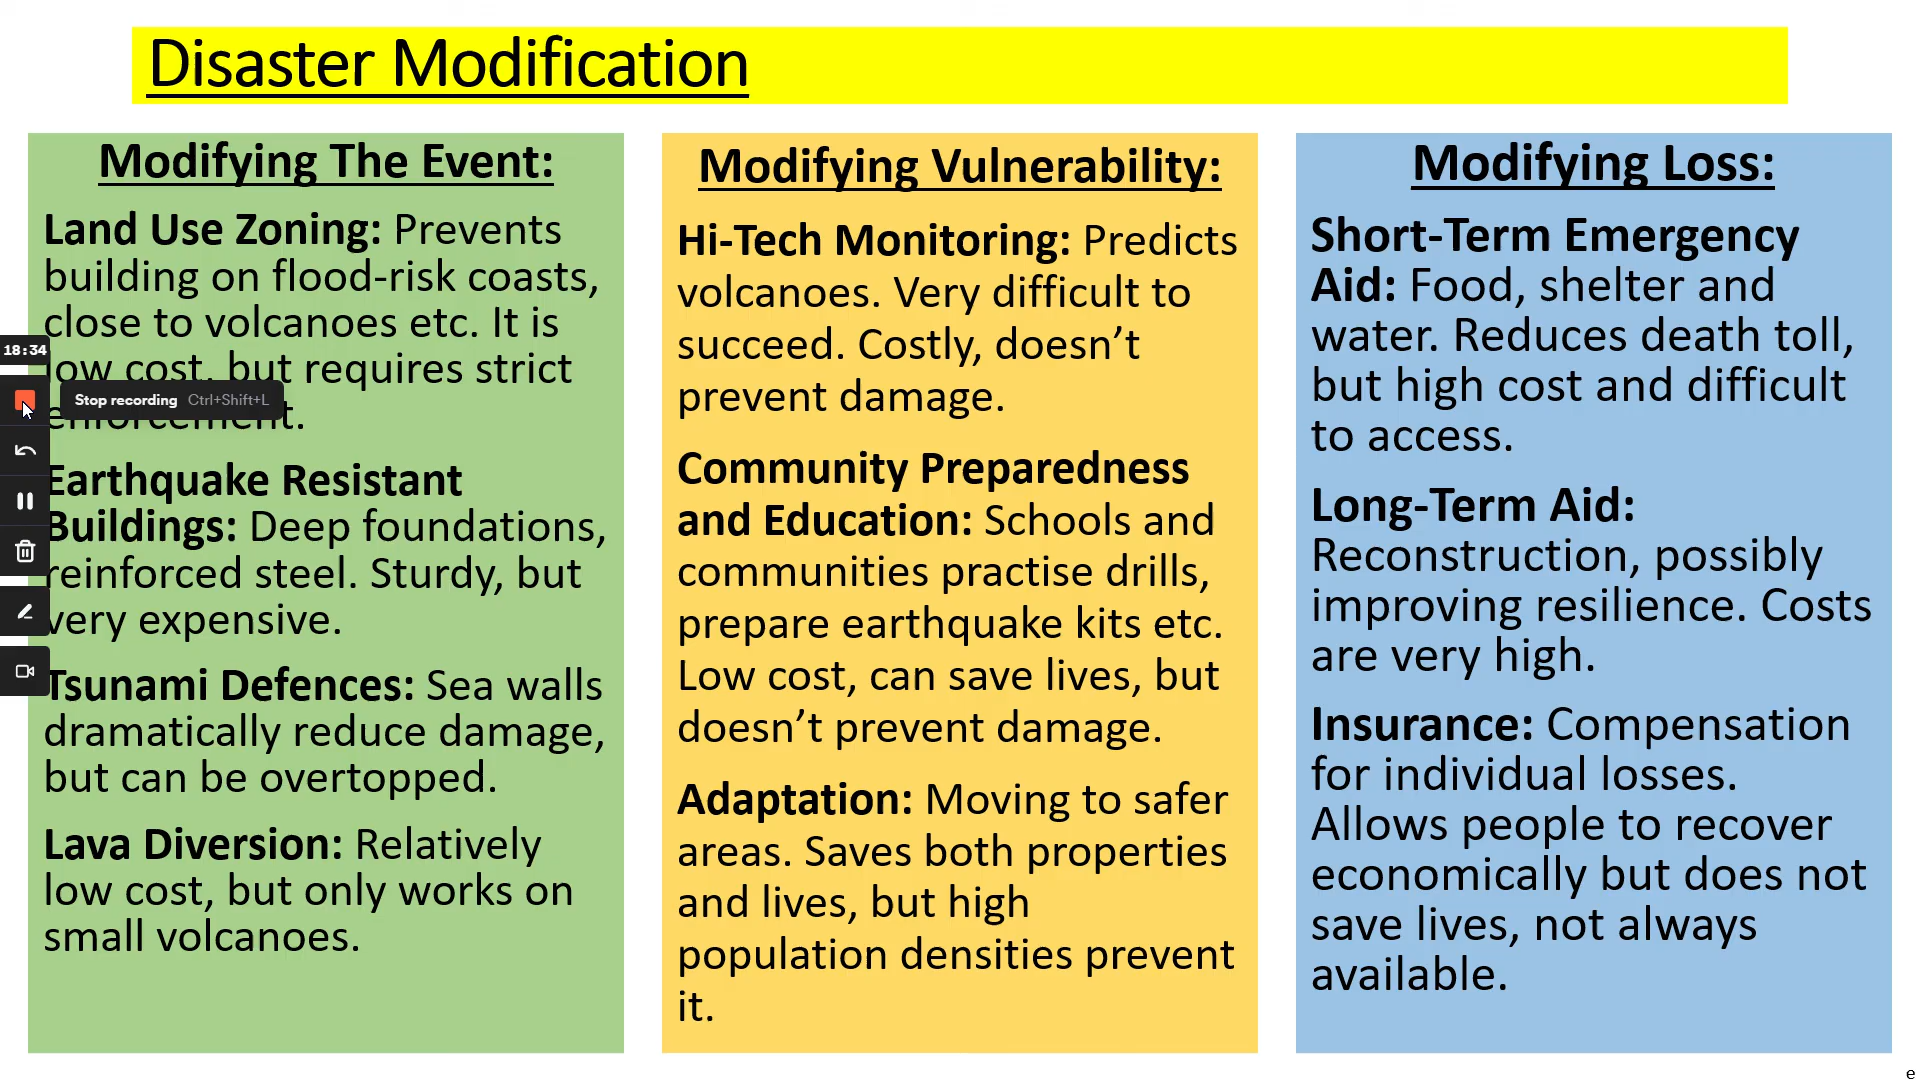 Disaster Modification
Modifying The Event:
Land Use Zoning: Prevents
building on flood-risk coasts,
close to volcanoes etc. It is
low cost, but requires strict
enforcement.
Earthquake Resistant
Buildings: Deep foundations,
reinforced steel. Sturdy, but
very expensive.
Tsunami Defences: Sea walls
dramatically reduce damage,
but can be overtopped.
Lava Diversion: Relatively
low cost, but only works on
small volcanoes.
Modifying Vulnerability:
Hi-Tech Monitoring: Predicts
volcanoes. Very difficult to
succeed. Costly, doesn’t
prevent damage.
Community Preparedness
and Education: Schools and
communities practise drills,
prepare earthquake kits etc.
Low cost, can save lives, but
doesn’t prevent damage.
Adaptation: Moving to safer
areas. Saves both properties
and lives, but high
population densities prevent
it.
Modifying Loss:
Short-Term Emergency
Aid: Food, shelter and
water. Reduces death toll,
but high cost and difficult
to access.
Long-Term Aid:
Reconstruction, possibly
improving resilience. Costs
are very high.
Insurance: Compensation
for individual losses.
Allows people to recover
economically but does not
save lives, not always
available.
18:34
Stop recording Ctrl+Shift+L
e